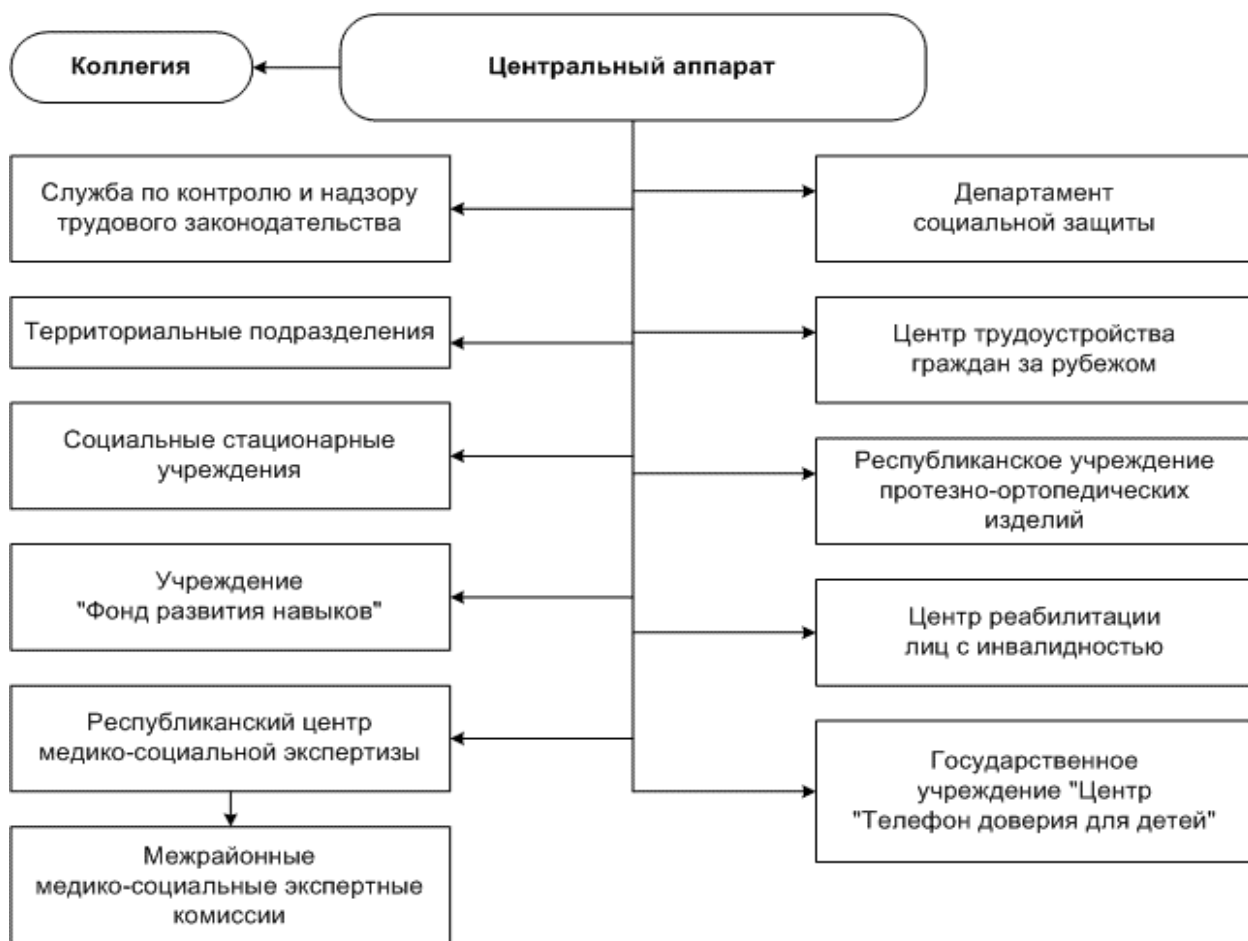 Коллегия
Центральный аппарат
Служба по контролю и надзору
трудового законодательства
Департамент
социальной защиты
Территориальные подразделения
Центр трудоустройства
граждан за рубежом
Социальные стационарные
учреждения
Республиканское учреждение
протезно-ортопедических
изделий
Учреждение
"Фонд развития навыков"
Центр реабилитации
лиц с инвалидностью
Республиканский центр
медико-социальной экспертизы
Государственное
учреждение "Центр
"Телефон доверия для детей"
Межрайонные
медико-социальные экспертные
комиссии